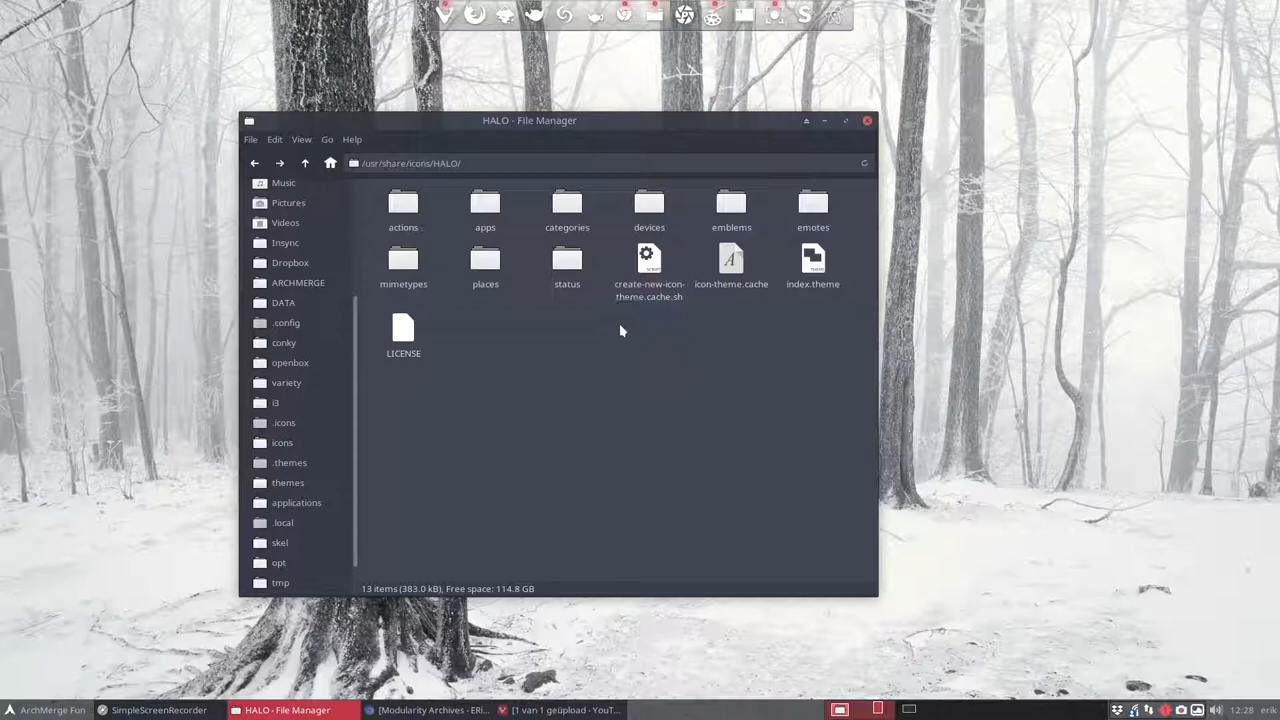 HALO - File Manager
File Edit View Go Help
/usr/share/icons/HALO/
Music
Pictures
Videos
Insync
Dropbox
ARCHMERGE
DATA
.config
conky
openbox
variety
i3
.icons
icons
.themes
themes
applications
.local
skel
opt
tmp
actions apps categories devices emblems emotes
mimetypes places status create-new-icon-theme.cache.sh icon-theme.cache index.theme
LICENSE
13 items (383.0 kB), Free space: 114.8 GB
ArchMerge Fun SimpleScreenRecorder HALO - File Manager [Modularity Archives - ERi... [1 van 1 geüpload - YouT... 12:28 erik